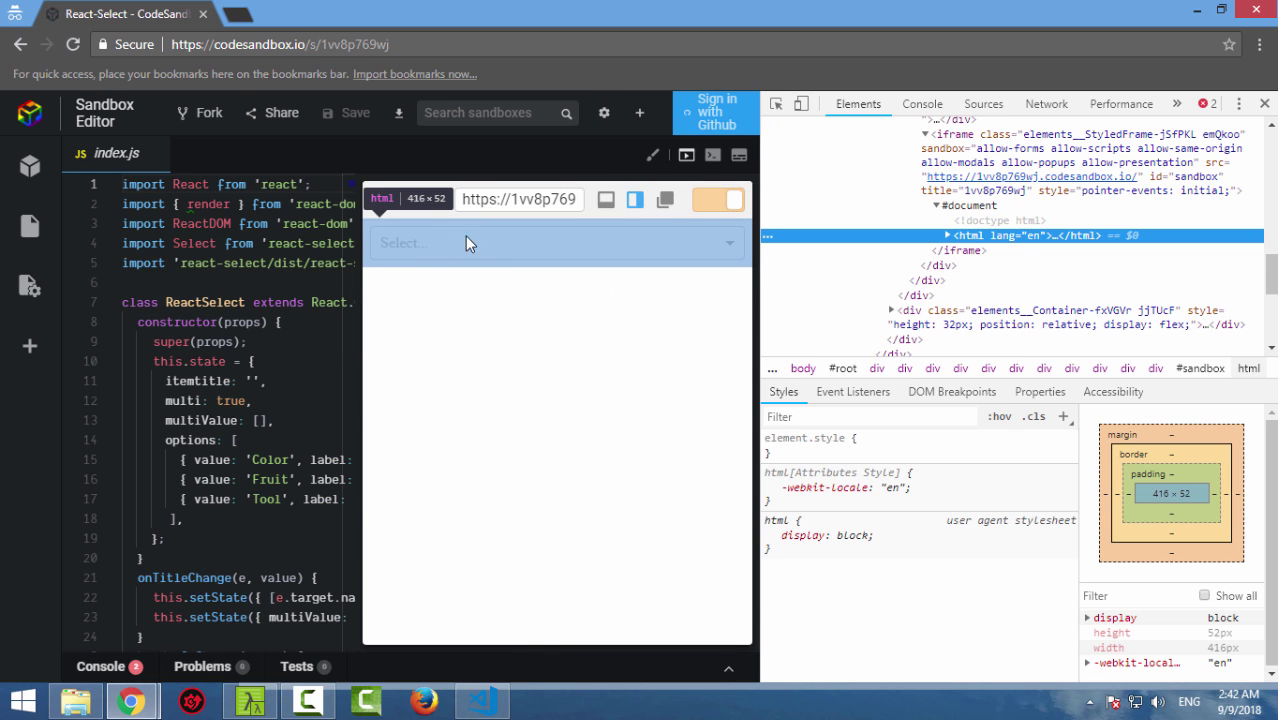 React-Select - CodeSand
Secure
https://codesandbox.io/s/1vv8p769wj
For quick access, place your bookmarks here on the bookmarks bar. Import bookmarks now...
Sandbox
Editor
Fork
Share
Save
Search sandboxes
Sign in
with
Github
JS index.js
1 import React from 'react';
2 import { render } from 'react-dom
3 import ReactDOM from 'react-dom
4 import Select from 'react-select
5 import 'react-select/dist/react-s
6
7 class ReactSelect extends React.
8 constructor(props) {
9 super(props);
10 this.state = {
11 itemtitle: '',
12 multi: true,
13 multiValue: [],
14 options: [
15 { value: 'Color', label:
16 { value: 'Fruit', label:
17 { value: 'Tool', label:
18 ],
19 };
20 }
21 onTitleChange(e, value) {
22 this.setState({ [e.target.na
23 this.setState({ multiValue:
24 }
html 416 × 52
https://1vv8p769
Select...
Console 2
Problems 0
Tests 0
Elements
Console
Sources
Network
Performance
»
2
">…</div>
</div>
<iframe class="elements__StyledFrame-jSfPKL emQkoo"
sandbox="allow-forms allow-scripts allow-same-origin
allow-modals allow-popups allow-presentation" src=
"https://1vv8p769wj.codesandbox.io/" id="sandbox"
title="1vv8p769wj" style="pointer-events: initial;">
#document
<!doctype html>
... <html lang="en">…</html> == $0
</iframe>
</div>
</div>
</div>
<div class="elements__Container-fxVGVr jjTUcF" style=
"height: 32px; position: relative; display: flex;">…</div>
</div>
</div>
... body #root div div div div div div div div div div div #sandbox html
Styles
Event Listeners
DOM Breakpoints
Properties
Accessibility
Filter
:hov .cls +
element.style {
}
html[Attributes Style] {
-webkit-locale: "en";
}
html { user agent stylesheet
display: block;
}
margin –
border –
padding –
– – – 416 × 52 – – –
–
–
–
Filter
Show all
display block
height 52px
width 416px
-webkit-local… "en"
ENG
2:42 AM
9/9/2018